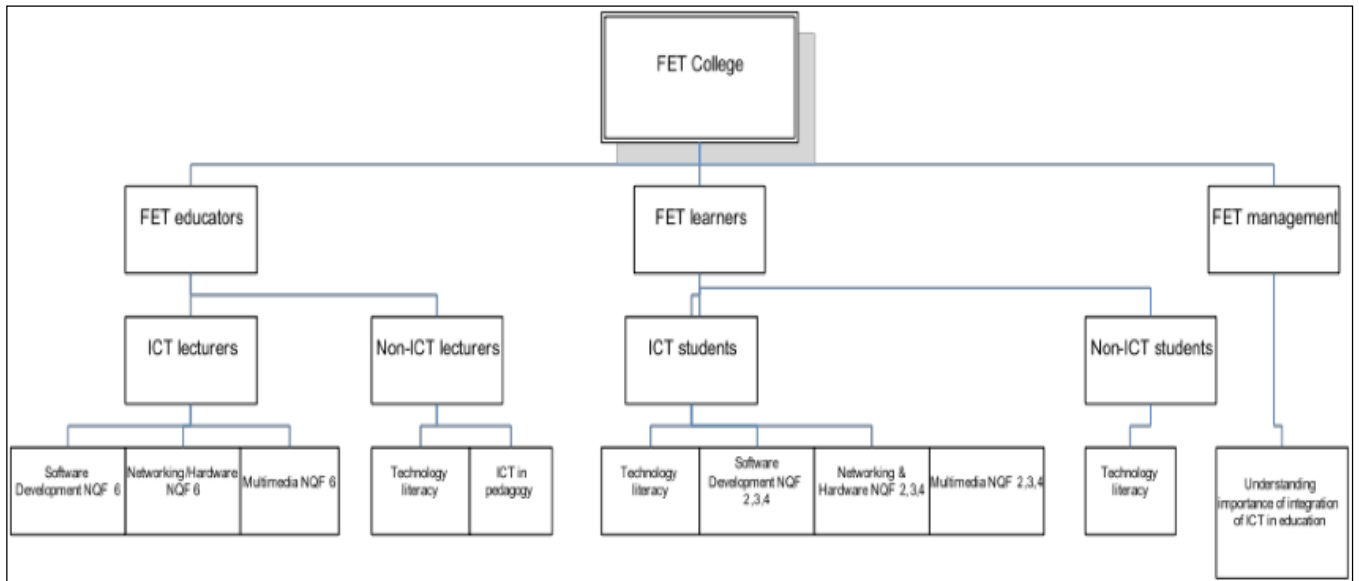 FET College
FET educators
FET learners
FET management
ICT lecturers
Non-ICT lecturers
ICT students
Non-ICT students
Software
Development NQF 6
Networking/Hardware
NQF 6
Multimedia NQF 6
Technology
literacy
ICT in
pedagogy
Technology
literacy
Software
Development NQF
2,3,4
Networking &
Hardware NQF 2,3,4
Multimedia NQF 2,3,4
Technology
literacy
Understanding
importance of integration
of ICT in education